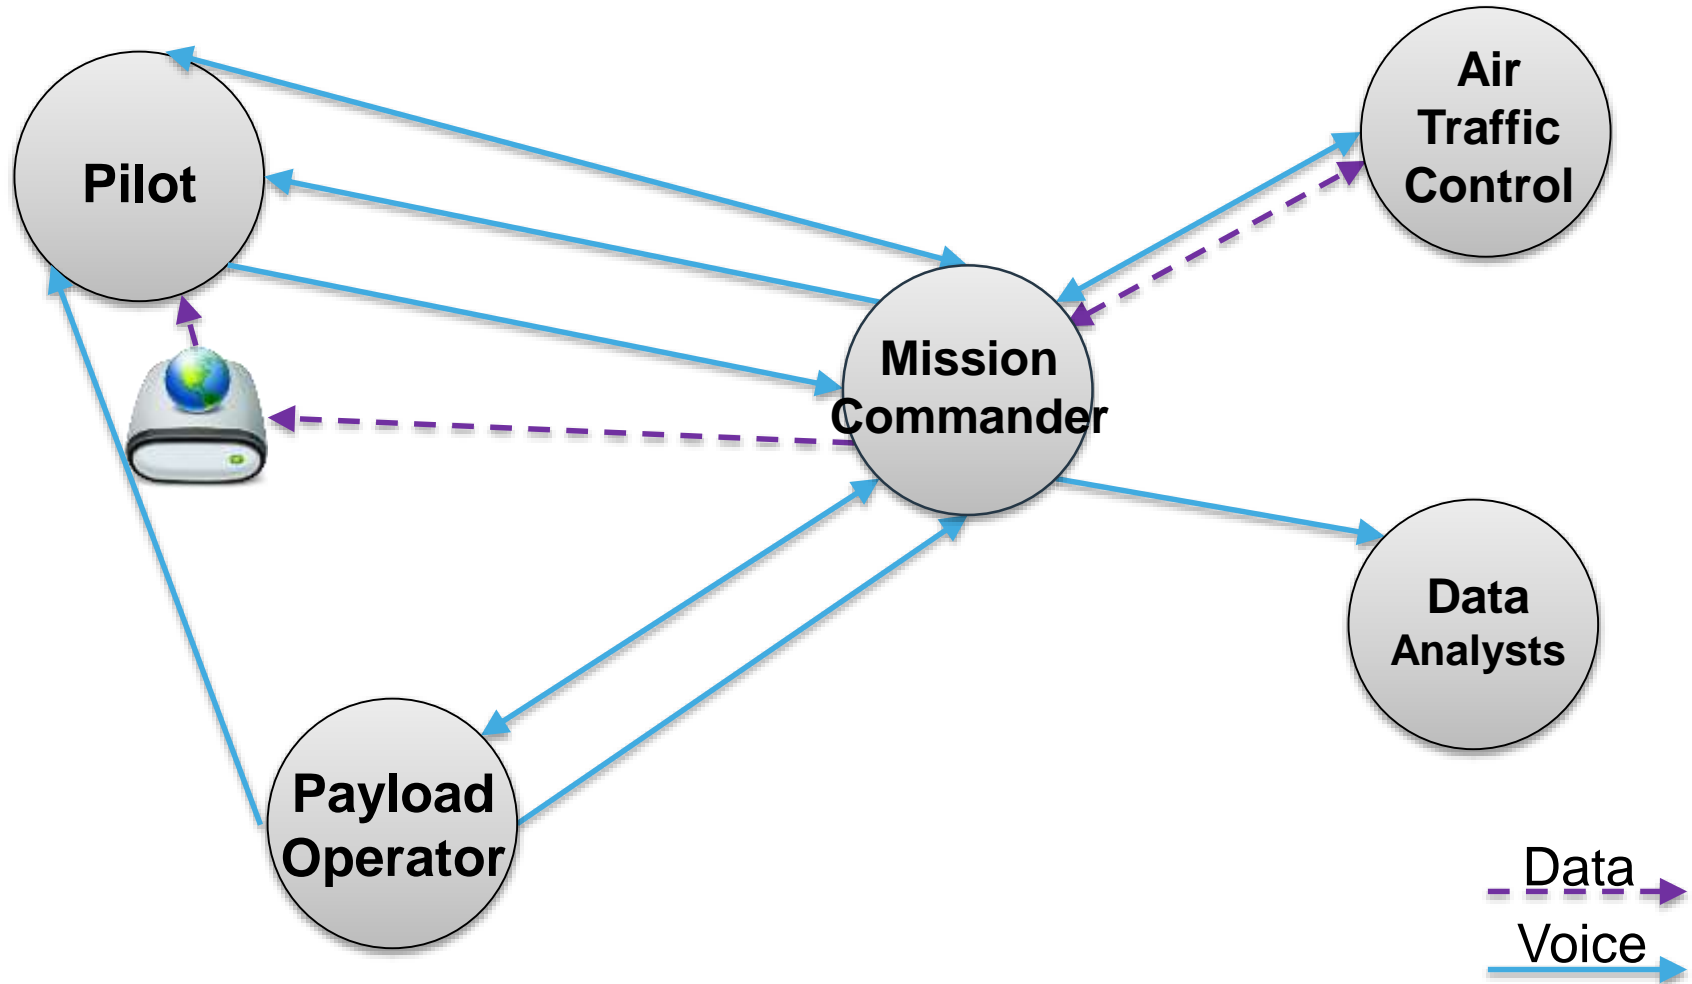 Pilot
Air
Traffic
Control
Mission
Commander
Data
Analysts
Payload
Operator
Data
Voice